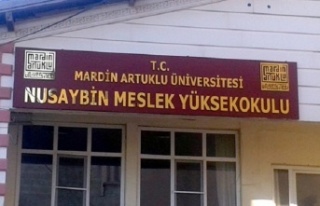 T.C.
MARDİN ARTUKLU ÜNİVERSİTESİ
NUSAYBİN MESLEK YÜKSEKOKULU